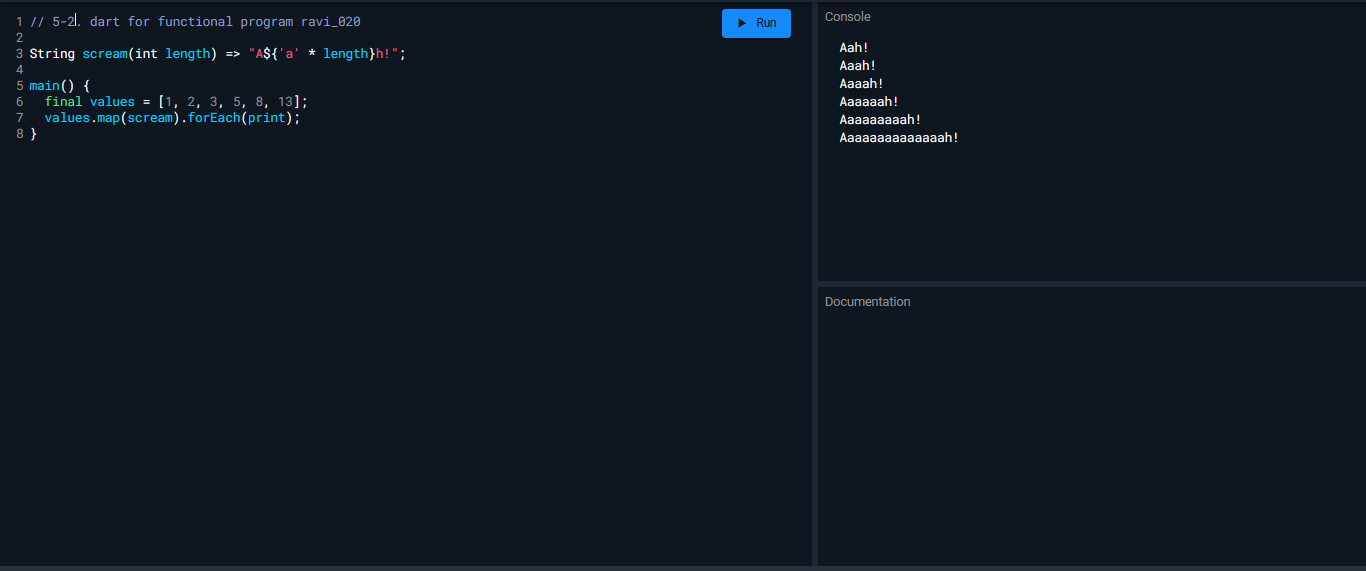 1 // 5-2. dart for functional program ravi_020
2
3 String scream(int length) => "A${'a' * length}h!";
4
5 main() {
6   final values = [1, 2, 3, 5, 8, 13];
7   values.map(scream).forEach(print);
8 }
Run
Console
Aah!
Aaah!
Aaaah!
Aaaaaah!
Aaaaaaaaah!
Aaaaaaaaaaaaaah!
Documentation